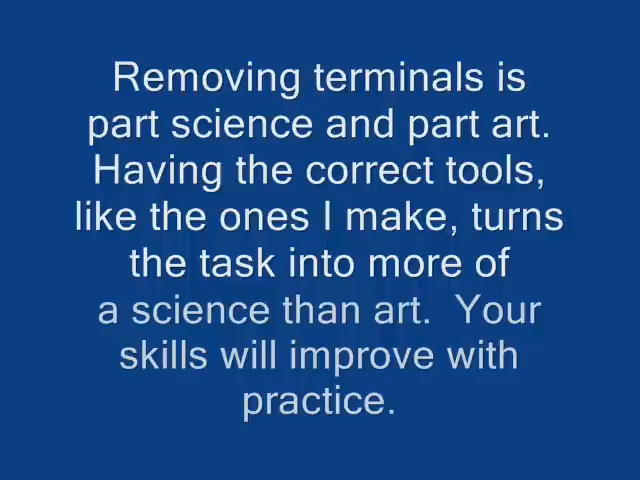 Removing terminals is
part science and part art.
Having the correct tools,
like the ones I make, turns
the task into more of
a science than art.  Your
skills will improve with
practice.